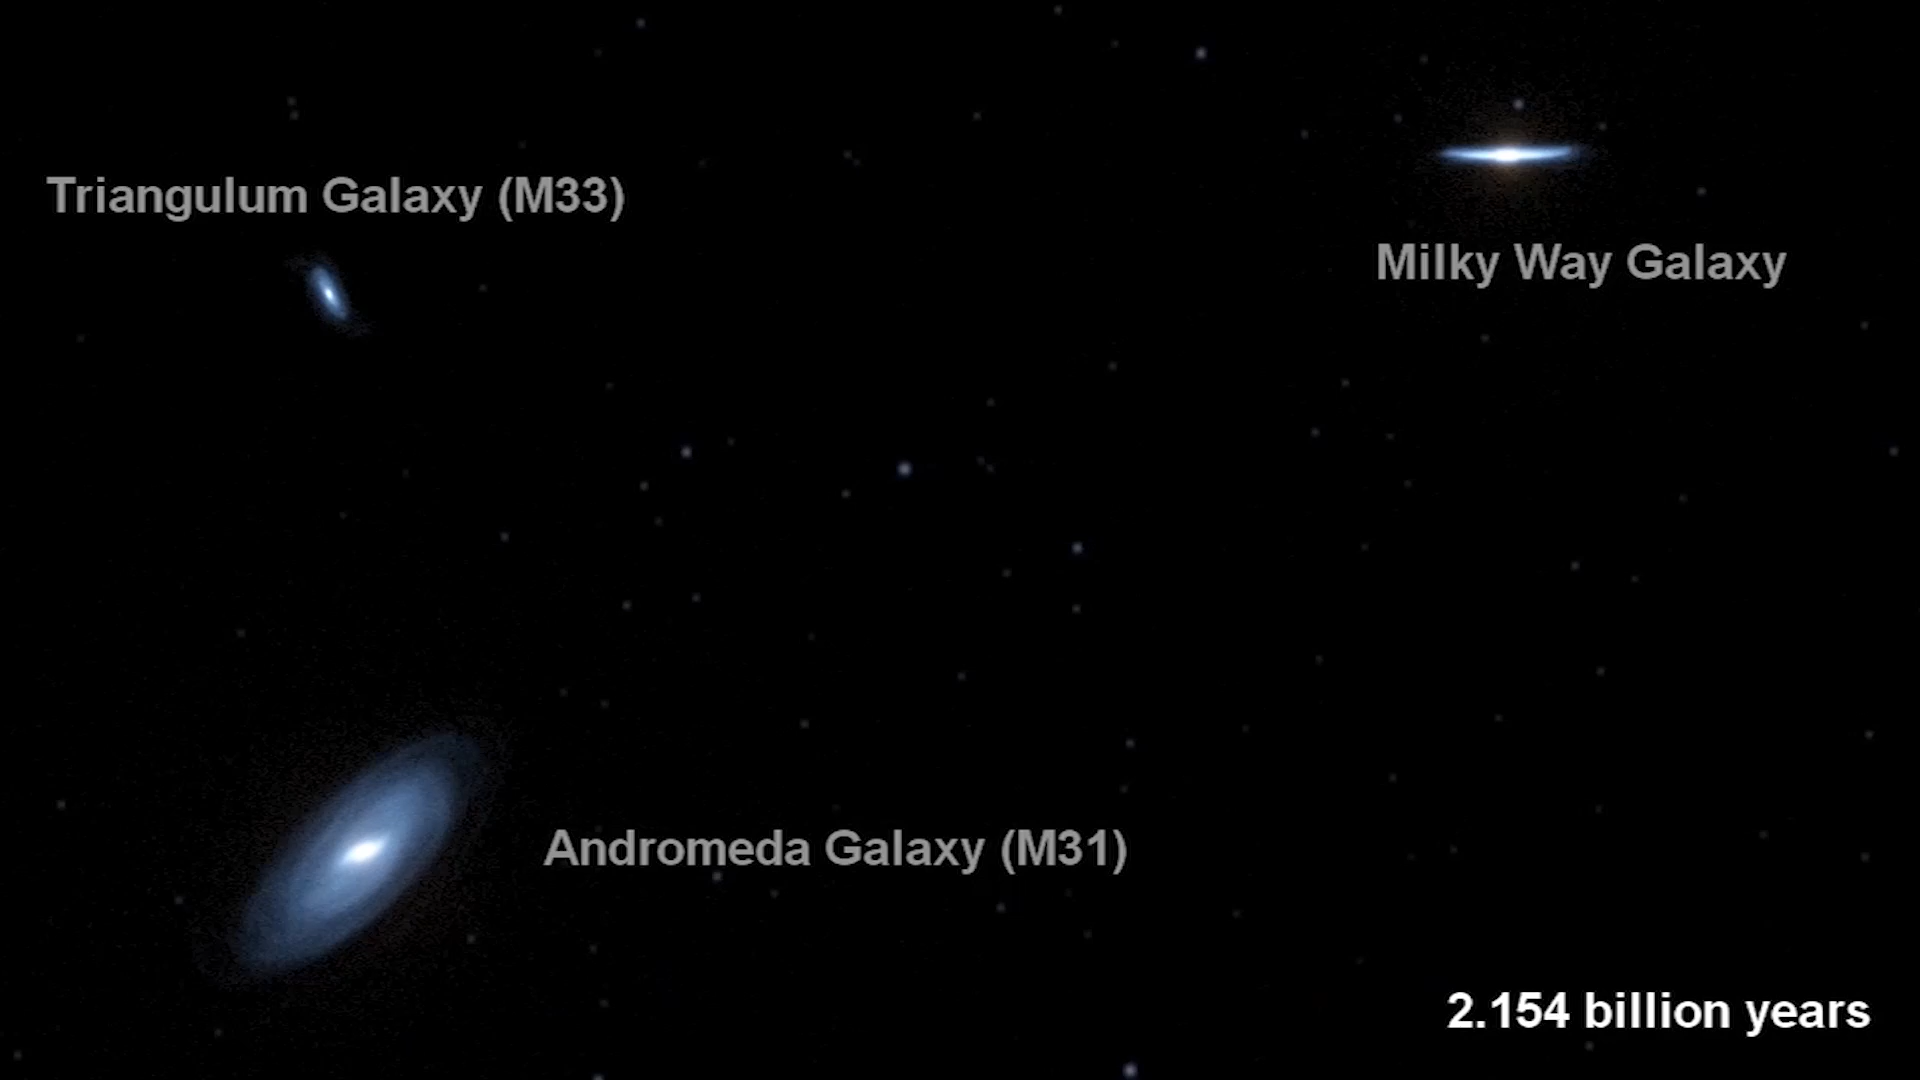 Triangulum Galaxy (M33)
Milky Way Galaxy
Andromeda Galaxy (M31)
2.154 billion years